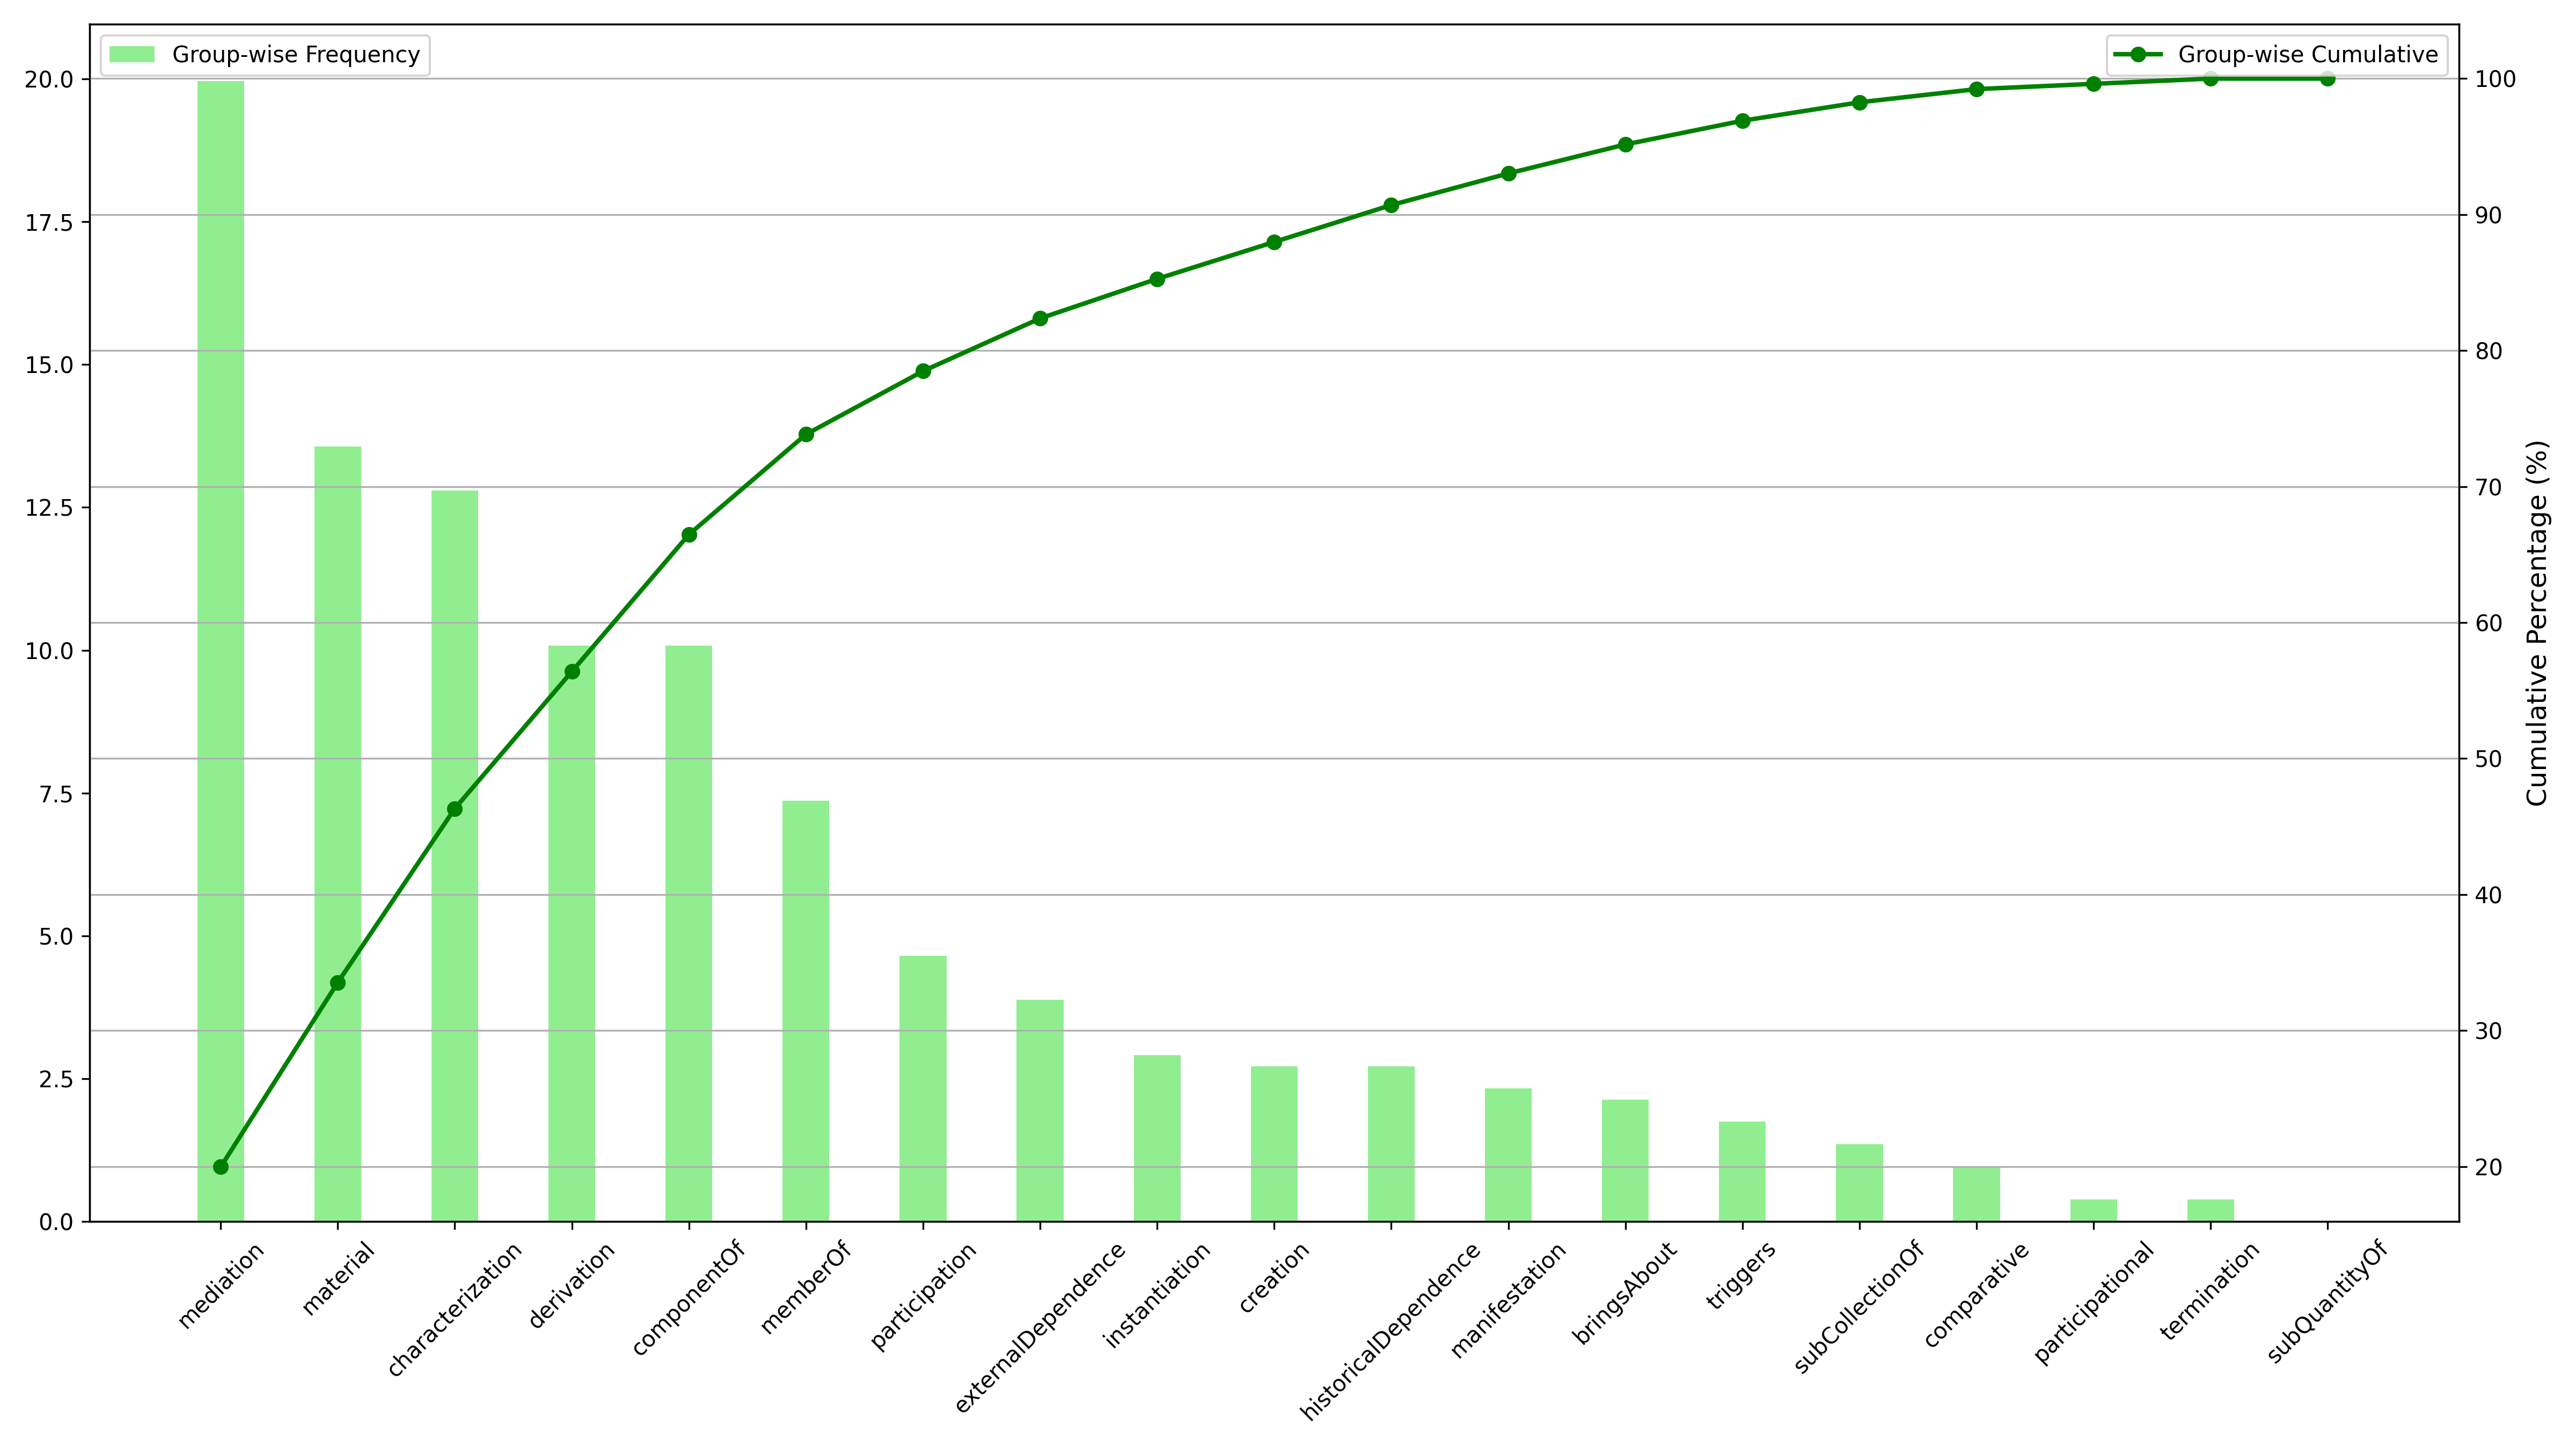 Group-wise Frequency
Group-wise Cumulative
20.0
17.5
15.0
12.5
10.0
7.5
5.0
2.5
0.0
100
90
80
70
60
50
40
30
20
Cumulative Percentage (%)
mediation
material
characterization
derivation
componentOf
memberOf
participation
externalDependence
instantiation
creation
historicalDependence
manifestation
bringsAbout
triggers
subCollectionOf
comparative
participational
termination
subQuantityOf